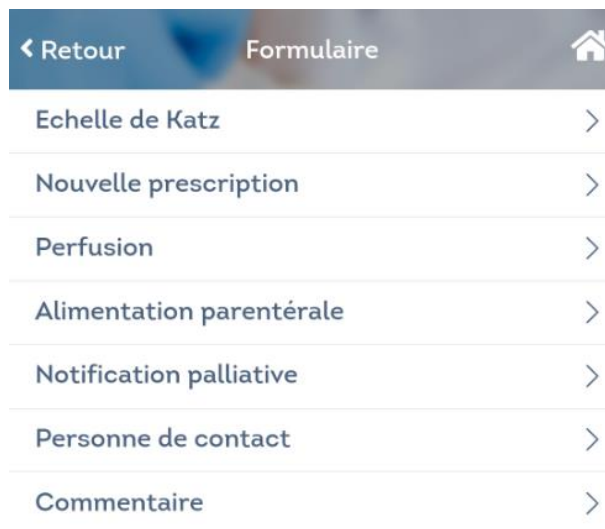 Retour Formulaire
Echelle de Katz
Nouvelle prescription
Perfusion
Alimentation parentérale
Notification palliative
Personne de contact
Commentaire